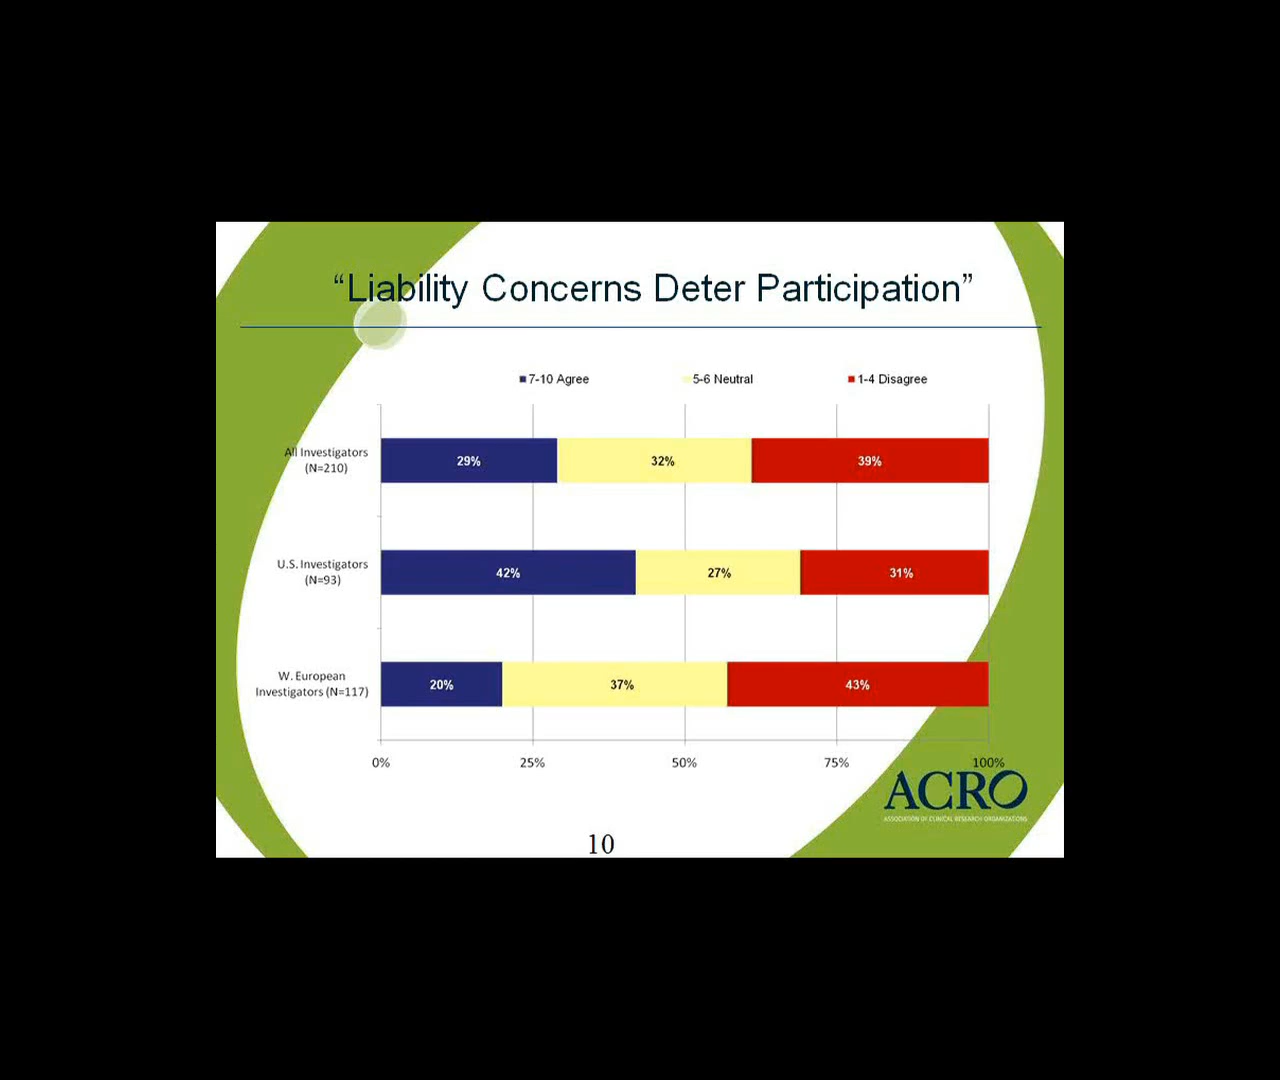 “Liability Concerns Deter Participation”
7-10 Agree 5-6 Neutral 1-4 Disagree
All Investigators
(N=210)
29% 32% 39%
U.S. Investigators
(N=93)
42% 27% 31%
W. European
Investigators (N=117)
20% 37% 43%
0% 25% 50% 75% 100%
ACRO
ASSOCIATION OF CLINICAL RESEARCH ORGANIZATIONS
10